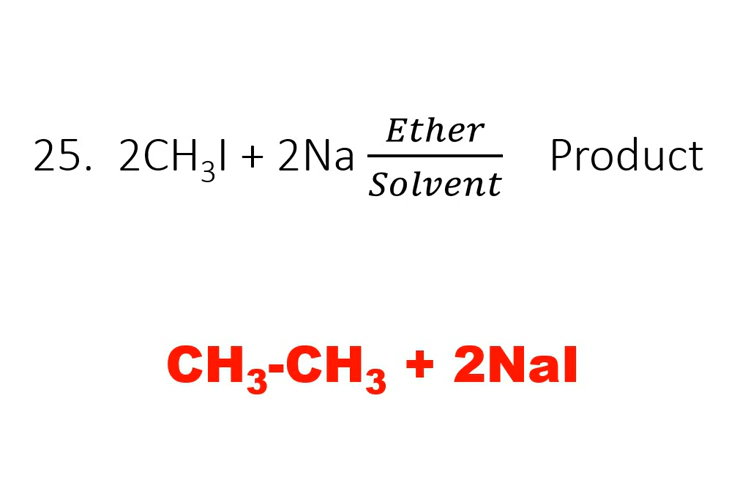 25. 2CH₃I + 2Na Ether Product
Solvent
CH₃-CH₃ + 2NaI